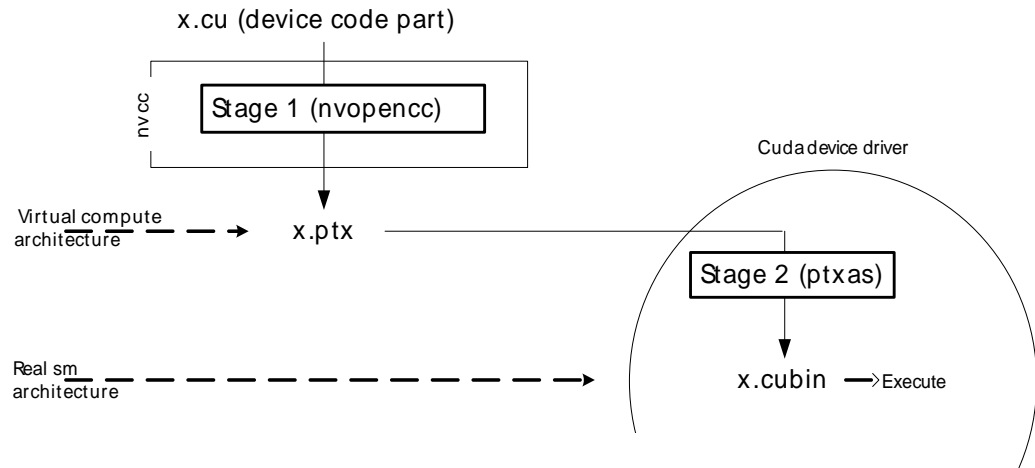 x.cu (device code part)
nvcc
Stage 1 (nvopencc)
Cuda device driver
Virtual compute
architecture
x.ptx
Stage 2 (ptxas)
Real sm
architecture
x.cubin
Execute